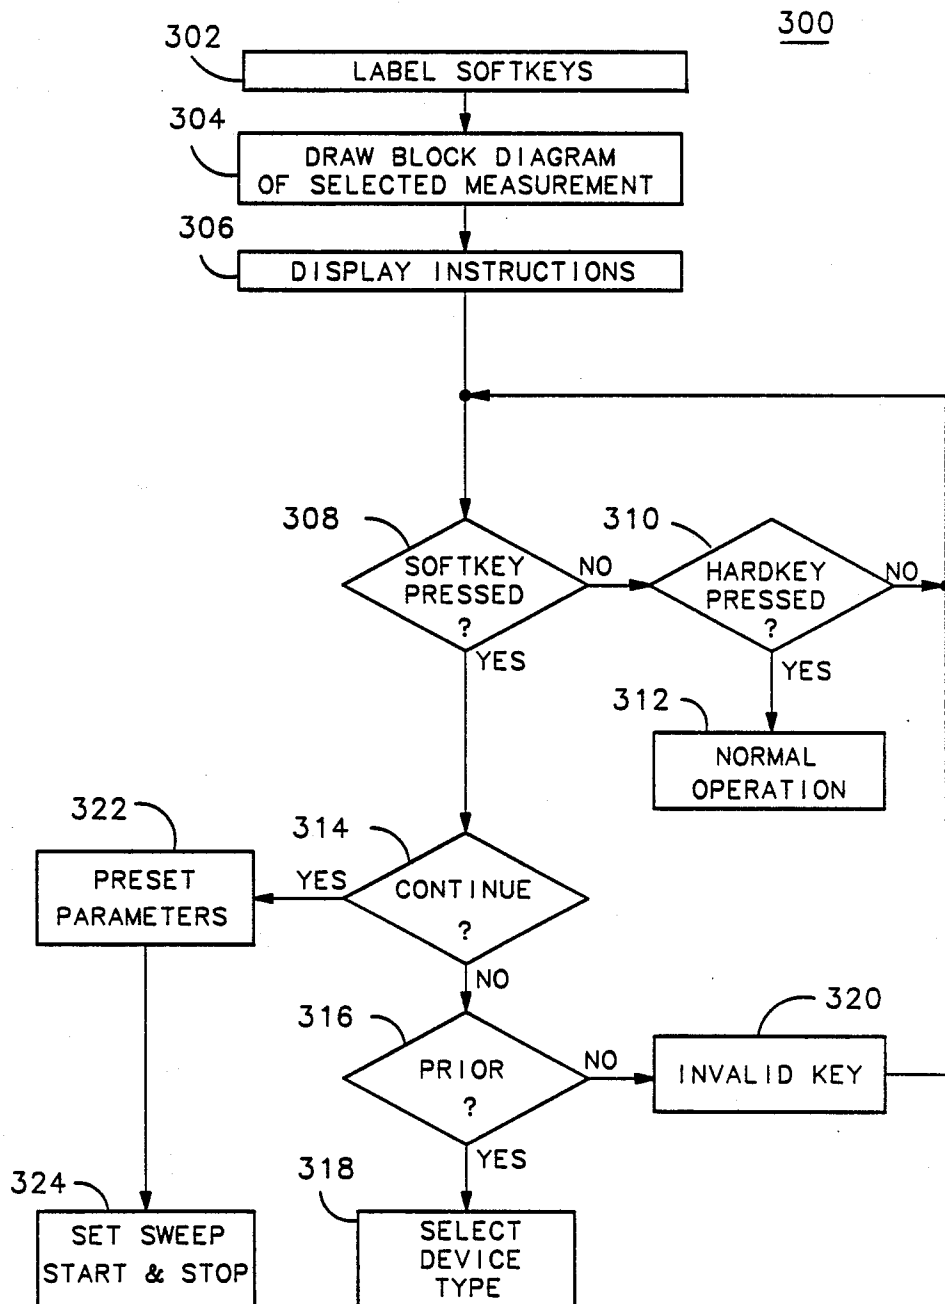 300
302
LABEL SOFTKEYS
304
DRAW BLOCK DIAGRAM
OF SELECTED MEASUREMENT
306
DISPLAY INSTRUCTIONS
308
SOFTKEY
PRESSED
?
NO
YES
310
HARDKEY
PRESSED
?
NO
YES
312
NORMAL
OPERATION
314
CONTINUE
?
YES
NO
322
PRESET
PARAMETERS
316
PRIOR
?
NO
YES
320
INVALID KEY
324
SET SWEEP
START & STOP
318
SELECT
DEVICE
TYPE